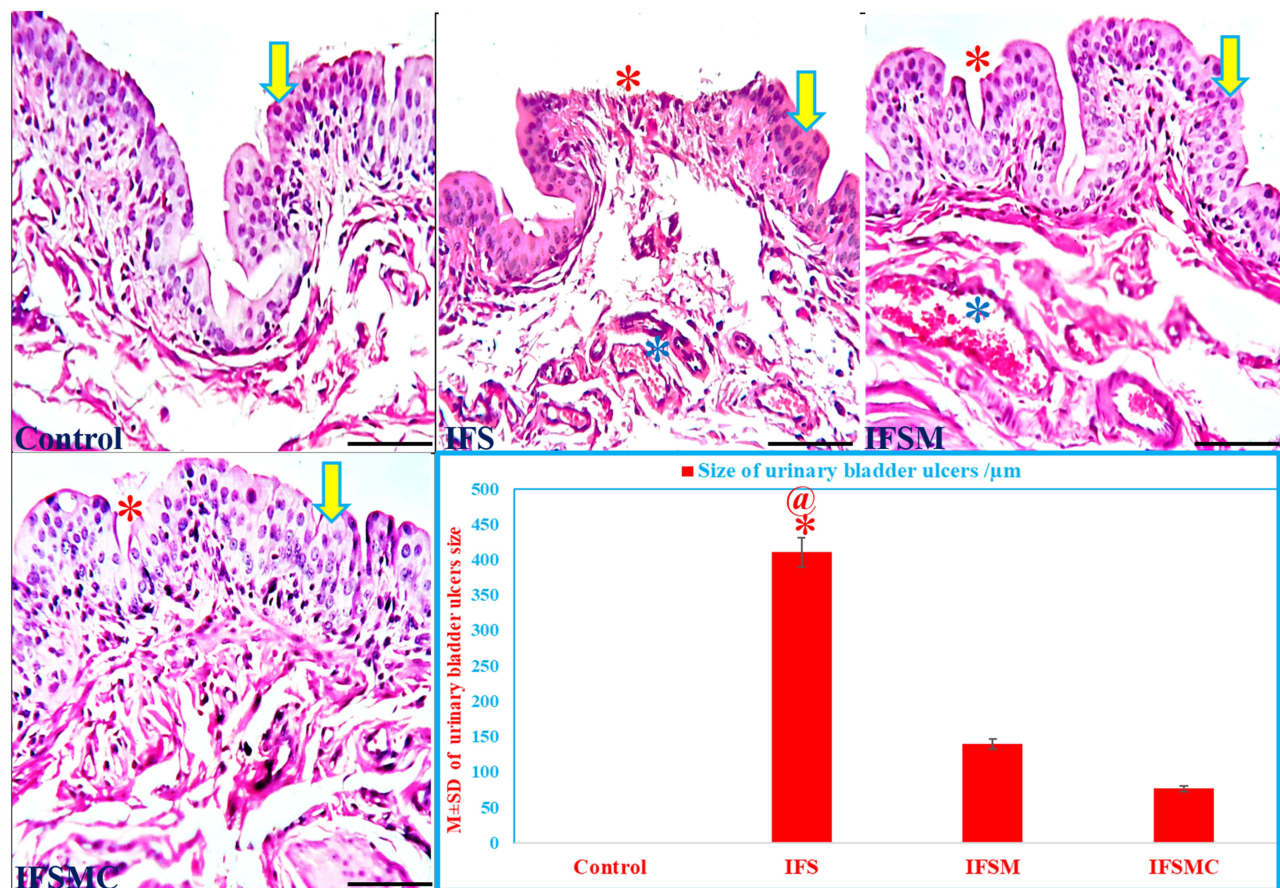 Control
IFS
IFSM
IFSMC
Size of urinary bladder ulcers /µm
M±SD of urinary bladder ulcers size
500
450
400
350
300
250
200
150
100
50
0
@
*
Control IFS IFSM IFSMC